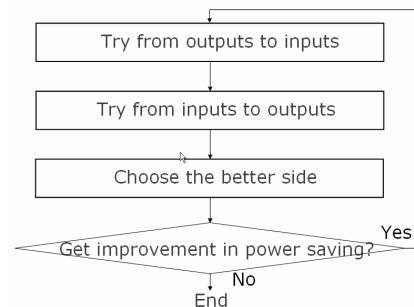 Try from outputs to inputs
Try from inputs to outputs
Choose the better side
Get improvement in power saving?
Yes
No
End